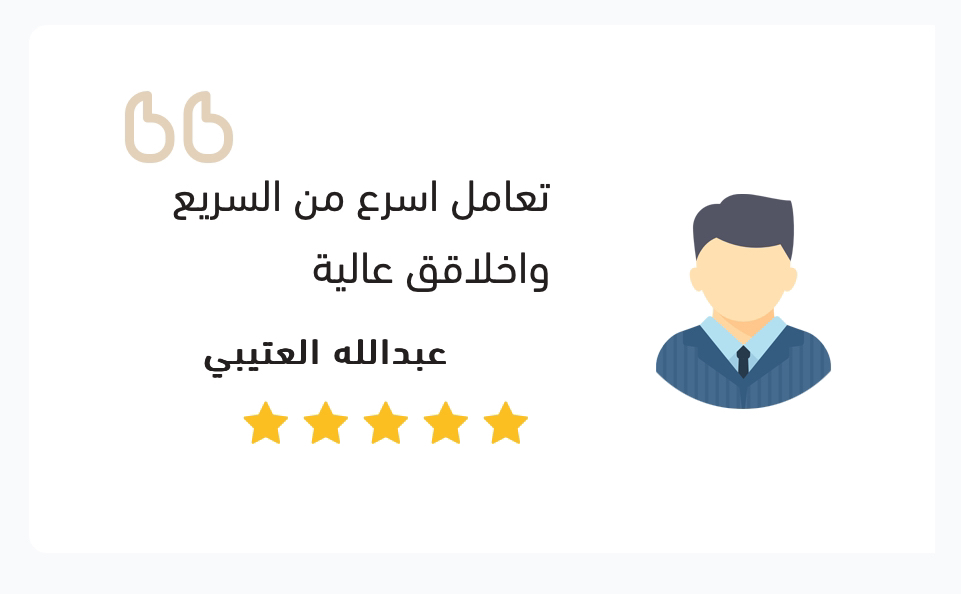 تعامل اسرع من السريع
واخلاقق عالية
عبدالله العتيبي